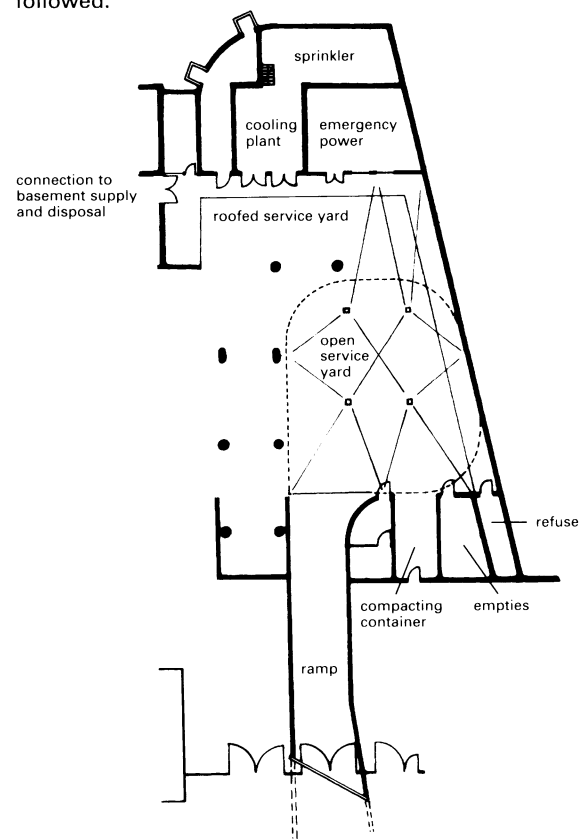 followed.
sprinkler
cooling
plant
emergency
power
connection to
basement supply
and disposal
roofed service yard
open
service
yard
refuse
compacting
container
empties
ramp